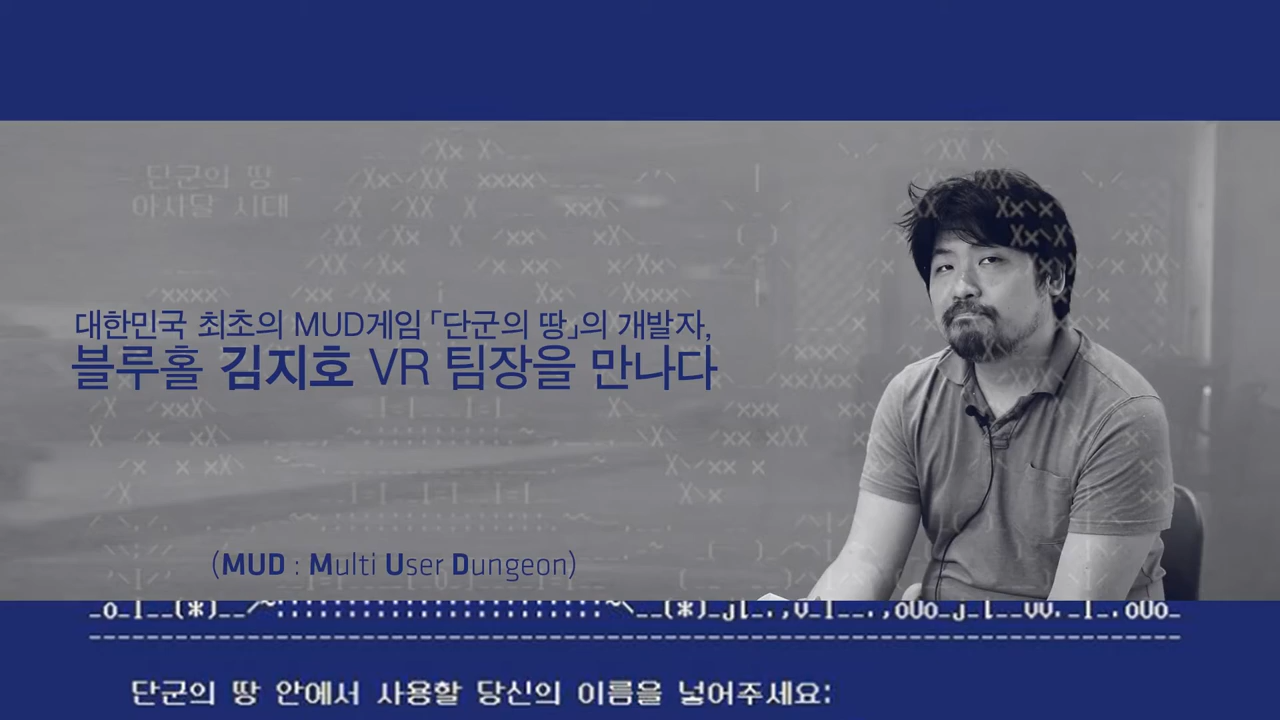 - 단군의 땅 -
아사달 시대
대한민국 최초의 MUD게임 「단군의 땅」의 개발자,
블루홀 김지호 VR 팀장을 만나다
(MUD : Multi User Dungeon)
단군의 땅 안에서 사용할 당신의 이름을 넣어주세요: